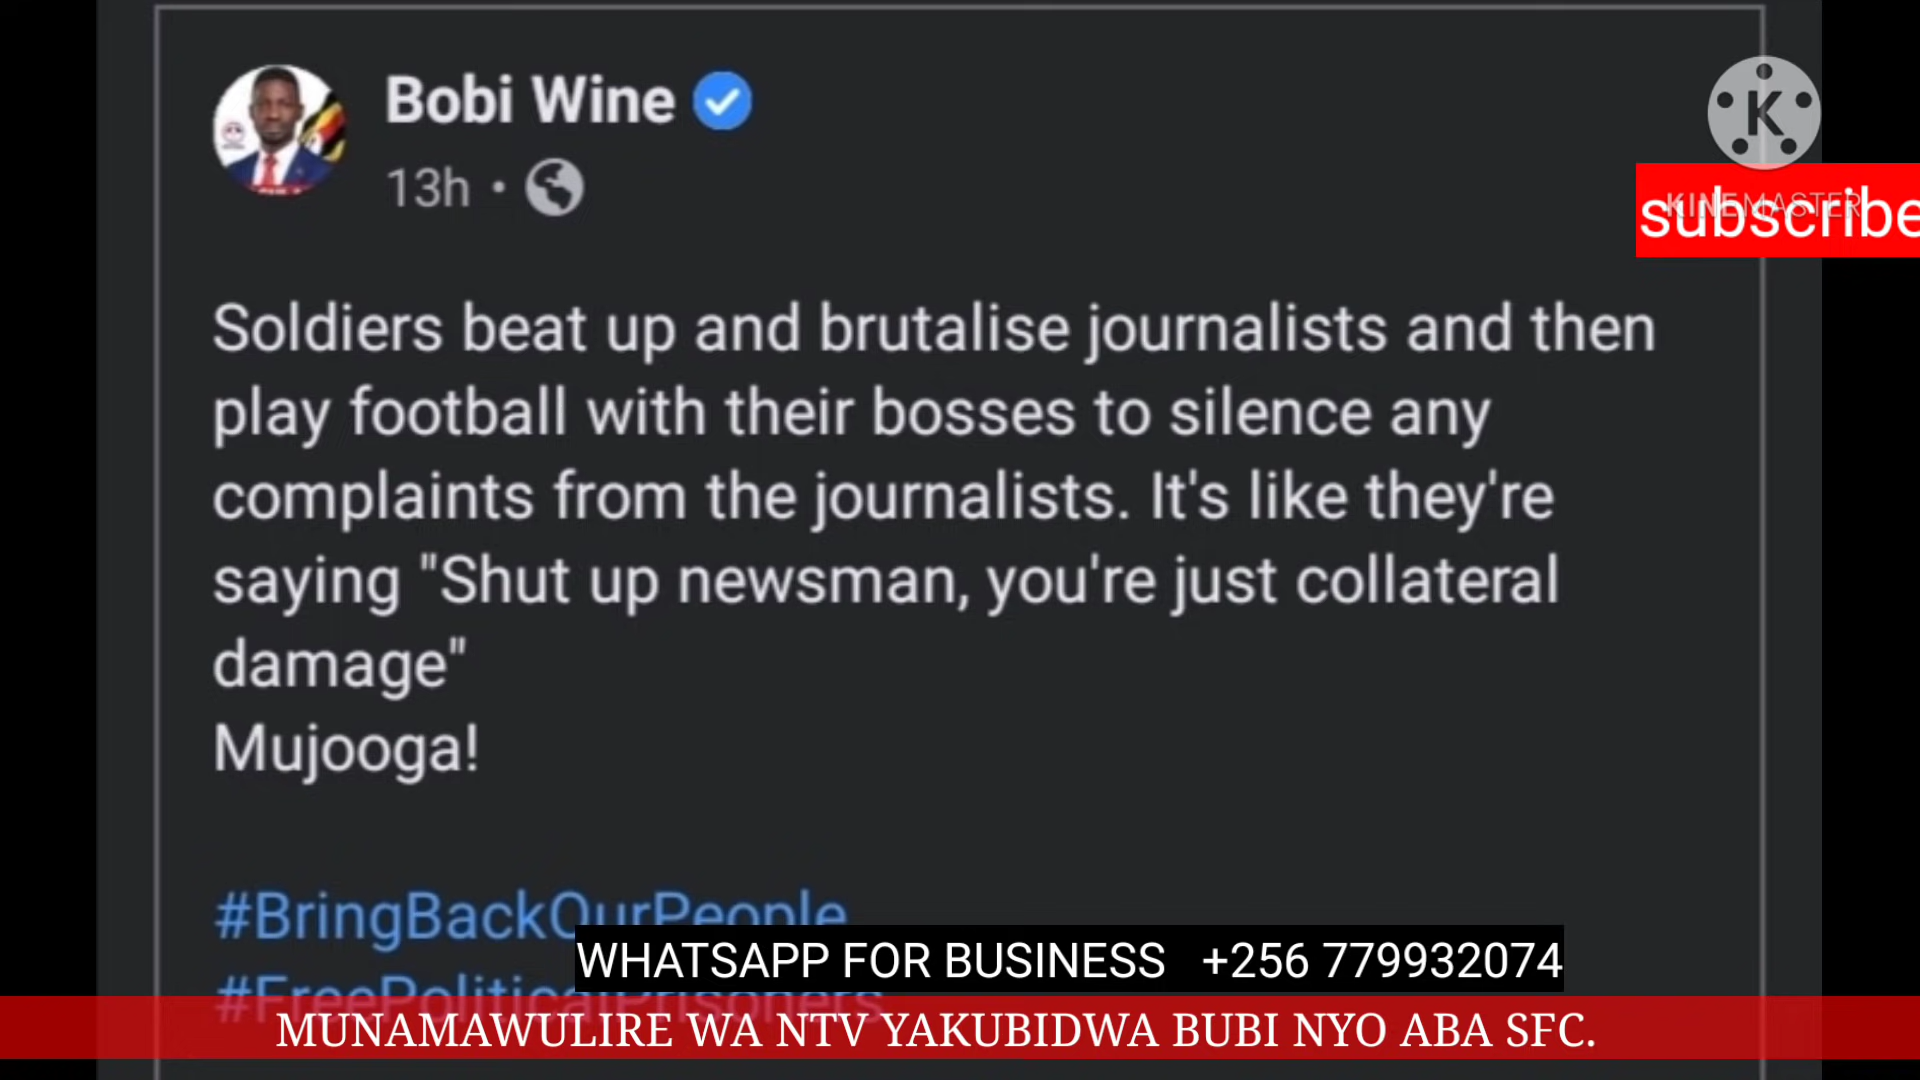 Bobi Wine
13h
K
KINEMASTER
subscribe
Soldiers beat up and brutalise journalists and then
play football with their bosses to silence any
complaints from the journalists. It's like they're
saying "Shut up newsman, you're just collateral
damage"
Mujooga!
#BringBackOurPeople
#FreePoliticalPrisoners
WHATSAPP FOR BUSINESS +256 779932074
MUNAMAWULIRE WA NTV YAKUBIDWA BUBI NYO ABA SFC.